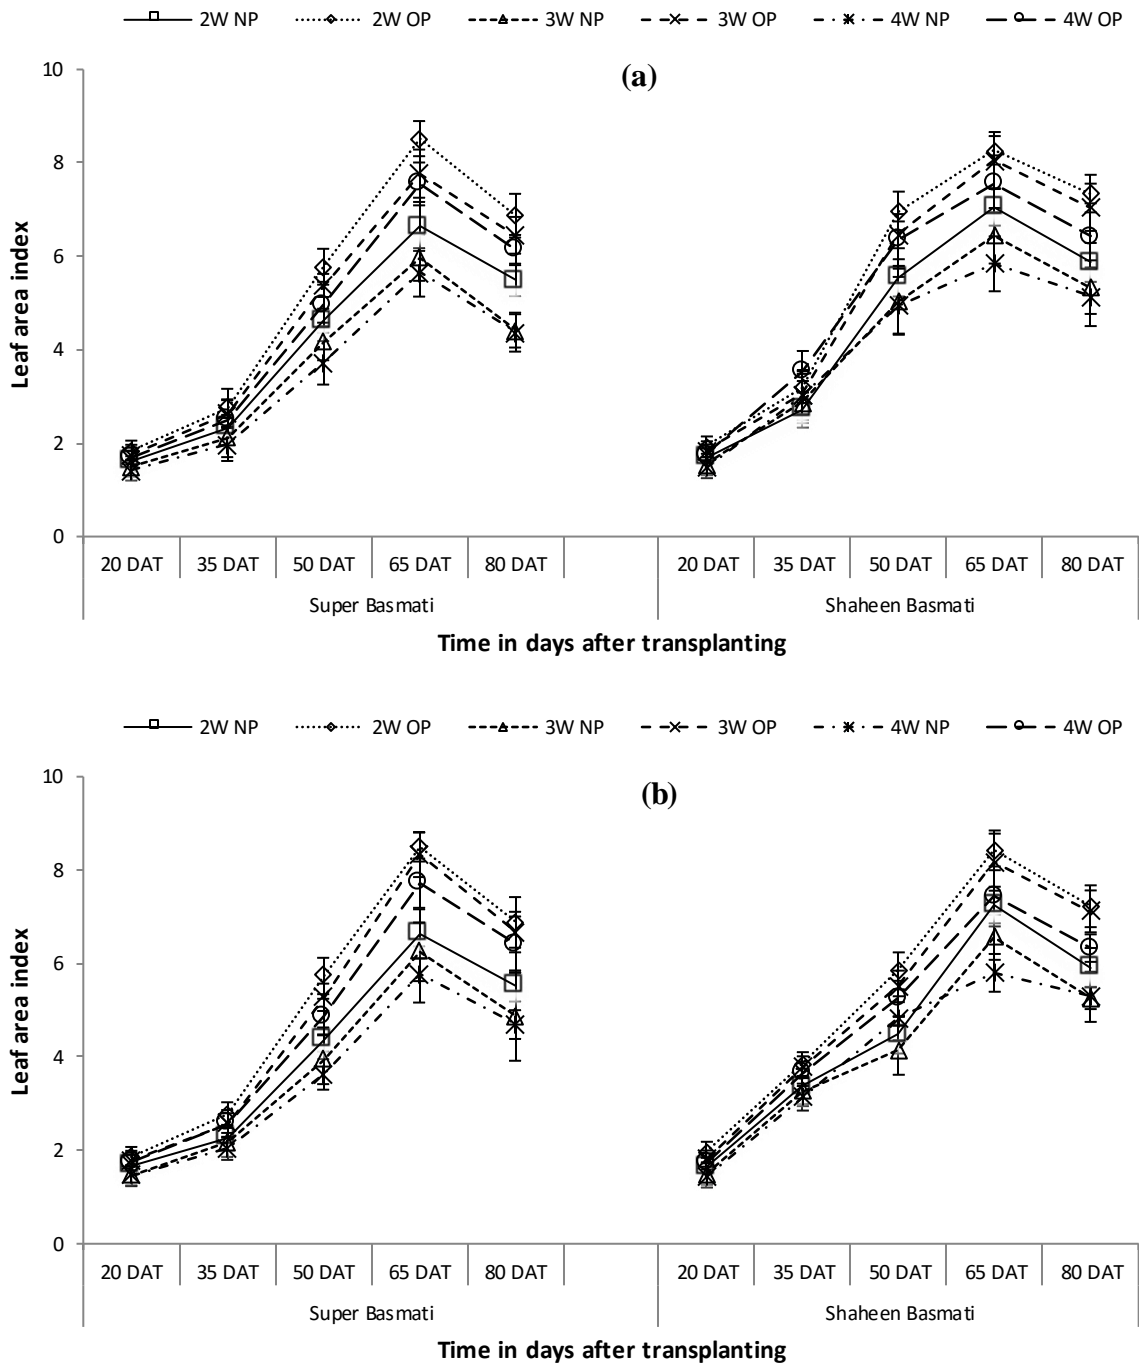 2W NP 2W OP 3W NP 3W OP 4W NP 4W OP
(a)
10
8
6
4
2
0
Leaf area index
20 DAT 35 DAT 50 DAT 65 DAT 80 DAT 20 DAT 35 DAT 50 DAT 65 DAT 80 DAT
Super Basmati Shaheen Basmati
Time in days after transplanting
2W NP 2W OP 3W NP 3W OP 4W NP 4W OP
(b)
10
8
6
4
2
0
Leaf area index
20 DAT 35 DAT 50 DAT 65 DAT 80 DAT 20 DAT 35 DAT 50 DAT 65 DAT 80 DAT
Super Basmati Shaheen Basmati
Time in days after transplanting